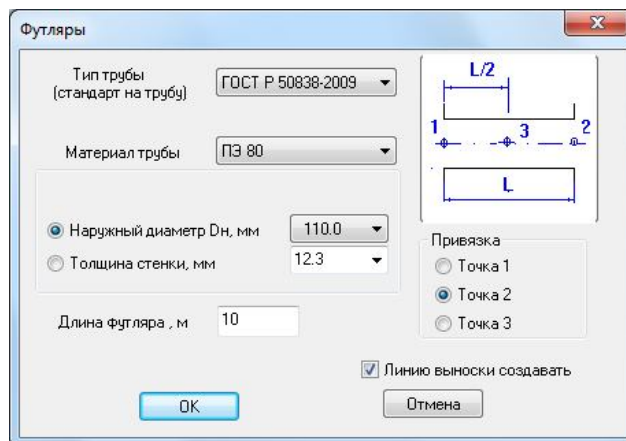 Футляры
Тип трубы
(стандарт на трубу)
ГОСТ Р 50838-2009
Материал трубы
ПЭ 80
Наружный диаметр Dн, мм
110.0
Толщина стенки, мм
12.3
Длина футляра , м
10
L/2
1
3
2
L
Привязка
Точка 1
Точка 2
Точка 3
Линию выноски создавать
OK
Отмена